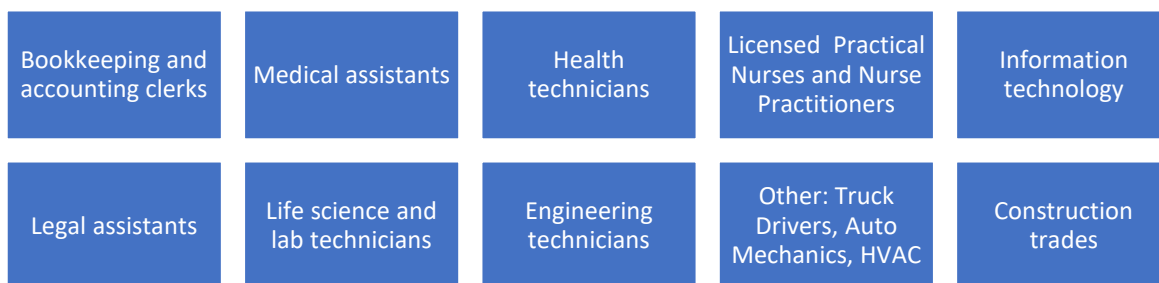 Bookkeeping and
accounting clerks
Medical assistants
Health
technicians
Licensed  Practical
Nurses and Nurse
Practitioners
Information
technology
Legal assistants
Life science and
lab technicians
Engineering
technicians
Other: Truck
Drivers, Auto
Mechanics, HVAC
Construction
trades